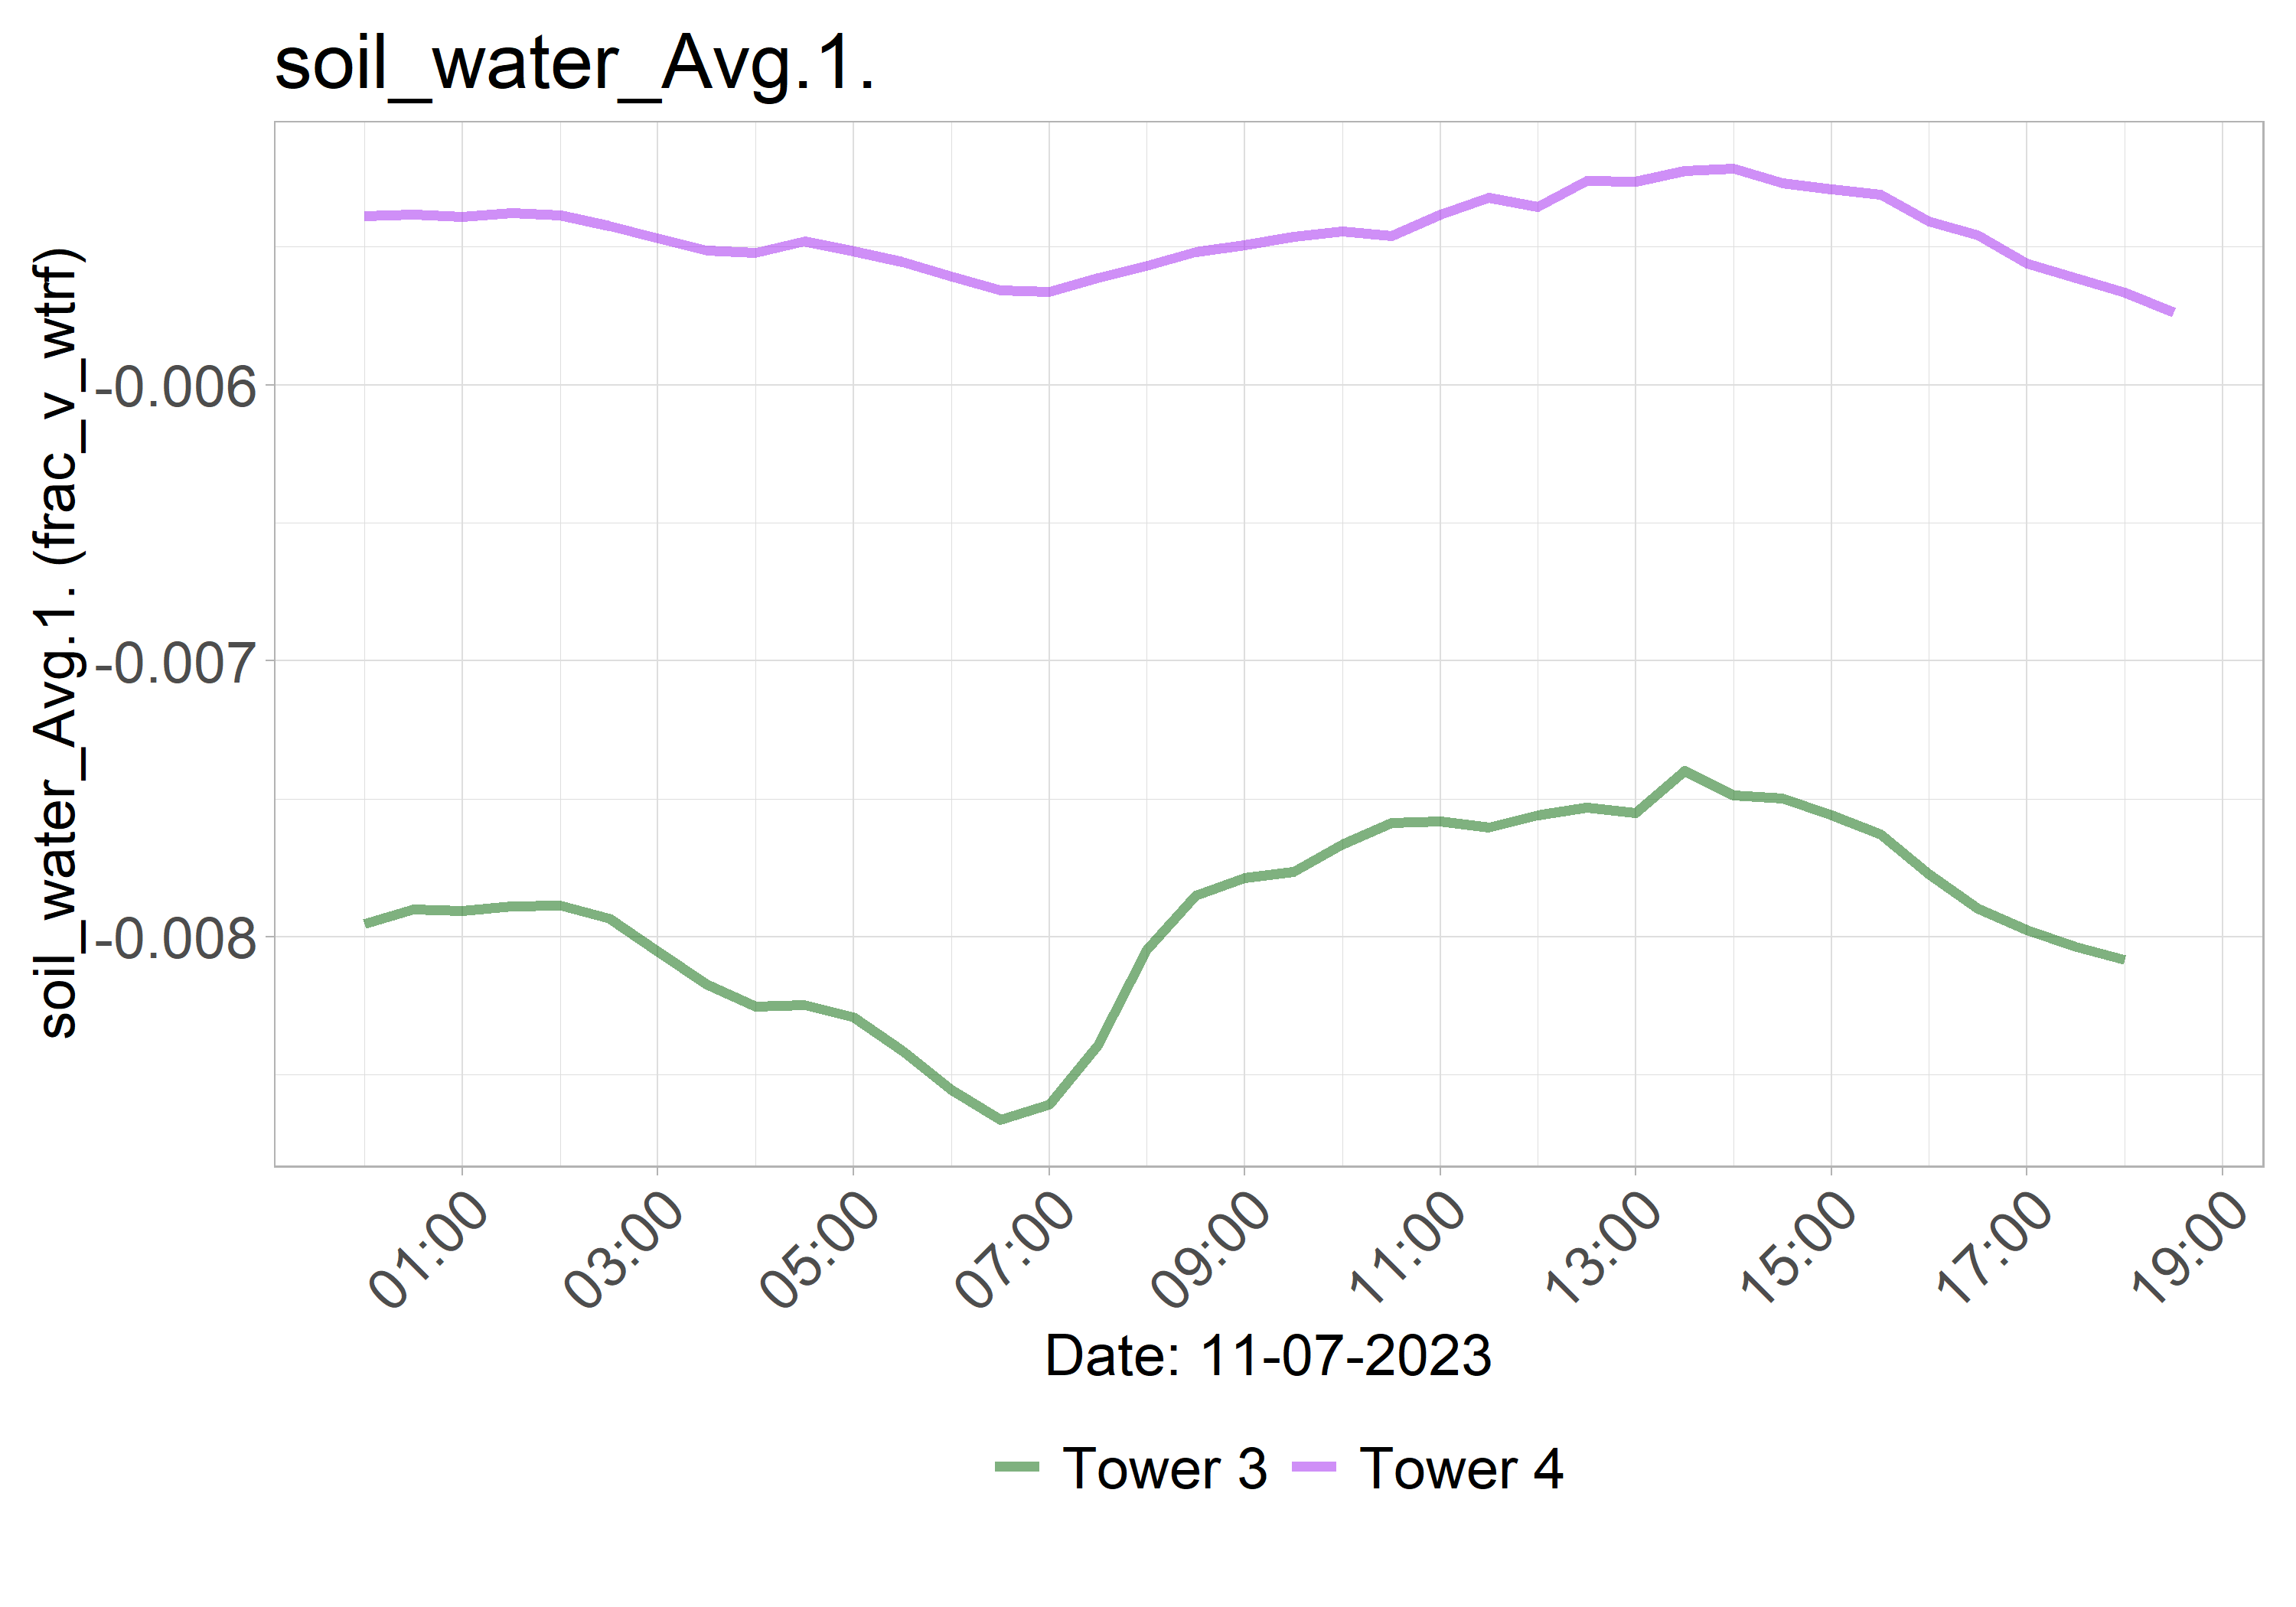 soil_water_Avg.1.
soil_water_Avg.1. (frac_v_wtrf)
-0.006
-0.007
-0.008
01:00
03:00
05:00
07:00
09:00
11:00
13:00
15:00
17:00
19:00
Date: 11-07-2023
Tower 3
Tower 4